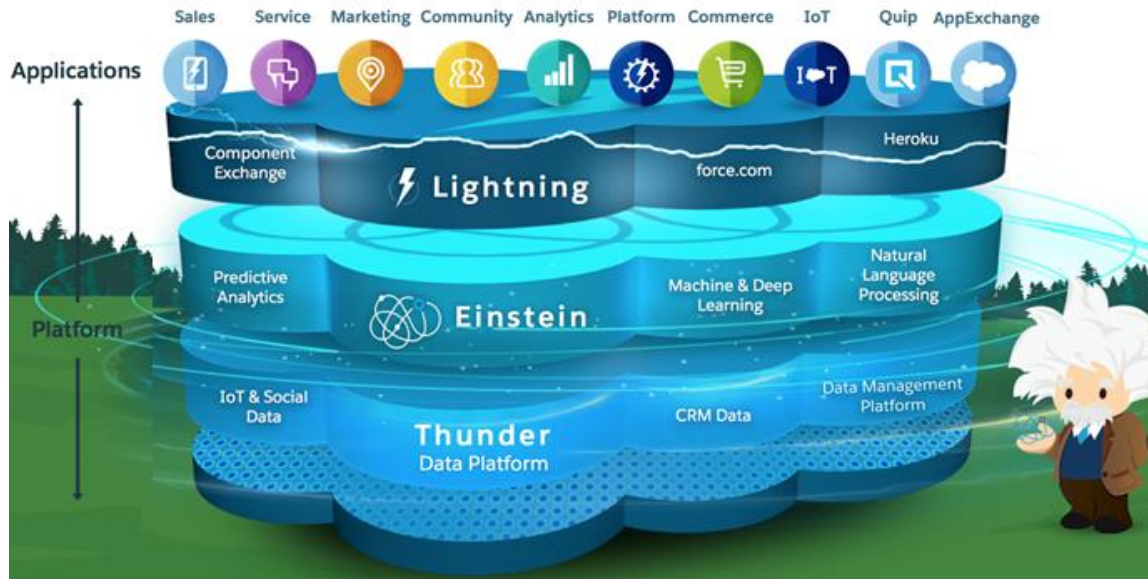 Sales Service Marketing Community Analytics Platform Commerce IoT Quip AppExchange
Applications
I T
Component
Exchange
Lightning
force.com
Heroku
Predictive
Analytics
Einstein
Machine & Deep
Learning
Natural
Language
Processing
Platform
IoT & Social
Data
Thunder
Data Platform
CRM Data
Data Management
Platform